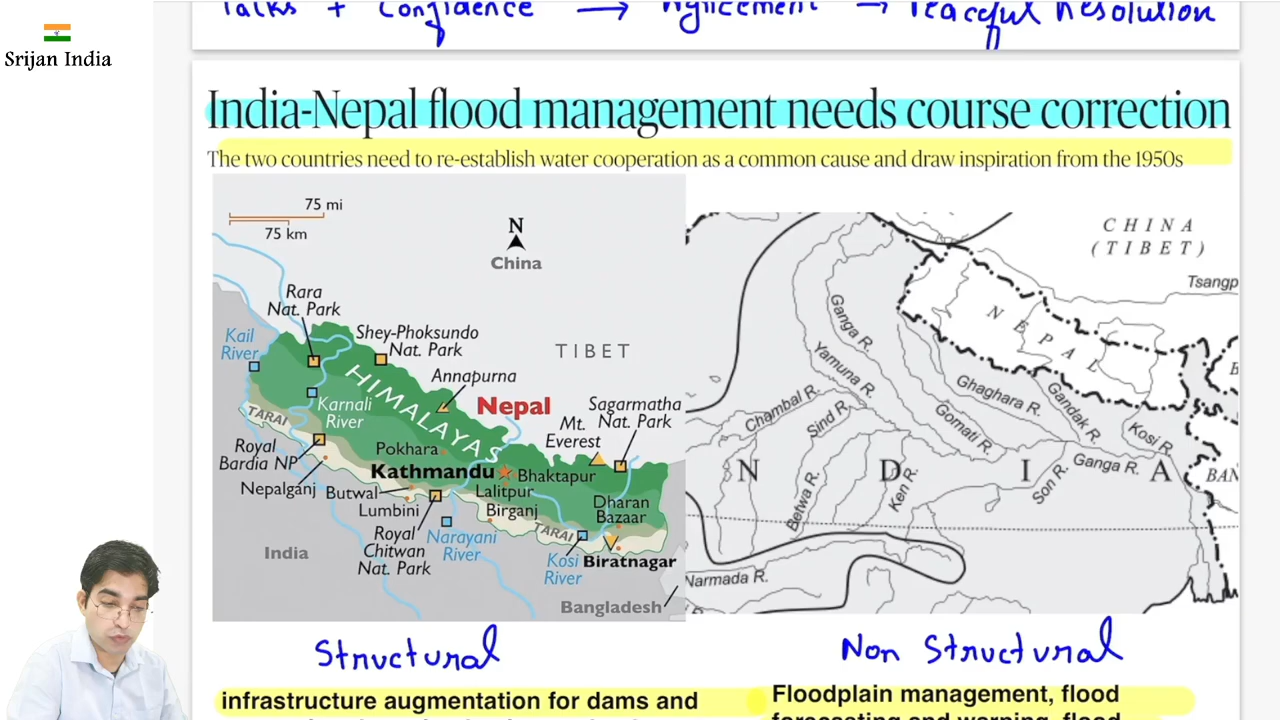 Talks + Confidence → Agreement → Peaceful Resolution
Srijan India
India-Nepal flood management needs course correction
The two countries need to re-establish water cooperation as a common cause and draw inspiration from the 1950s
75 mi
75 km
N
China
Rara
Nat. Park
Kail
River
Shey-Phoksundo
Nat. Park
TIBET
Annapurna
HIMALAYAS
Nepal
Karnali
River
TARAI
Sagarmatha
Nat. Park
Mt.
Everest
Royal
Bardia NP
Pokhara
Kathmandu
Bhaktapur
Nepalganj
Butwal
Lalitpur
Lumbini
Birganj
Dharan
Bazaar
Royal
Chitwan
Nat. Park
Narayani
River
TARAI
India
Kosi
River
Biratnagar
Bangladesh
CHINA
(TIBET)
Tsangp
NEPAL
Ganga R.
Yamuna R.
Ghaghara R.
Gandak R.
Chambal R.
Sind R.
Gomati R.
Kosi R.
Ganga R.
N D I A
BAN
Betwa R.
Ken R.
Son R.
Narmada R.
Structural
Non Structural
infrastructure augmentation for dams and
Floodplain management, flood
forecasting and warning, flood